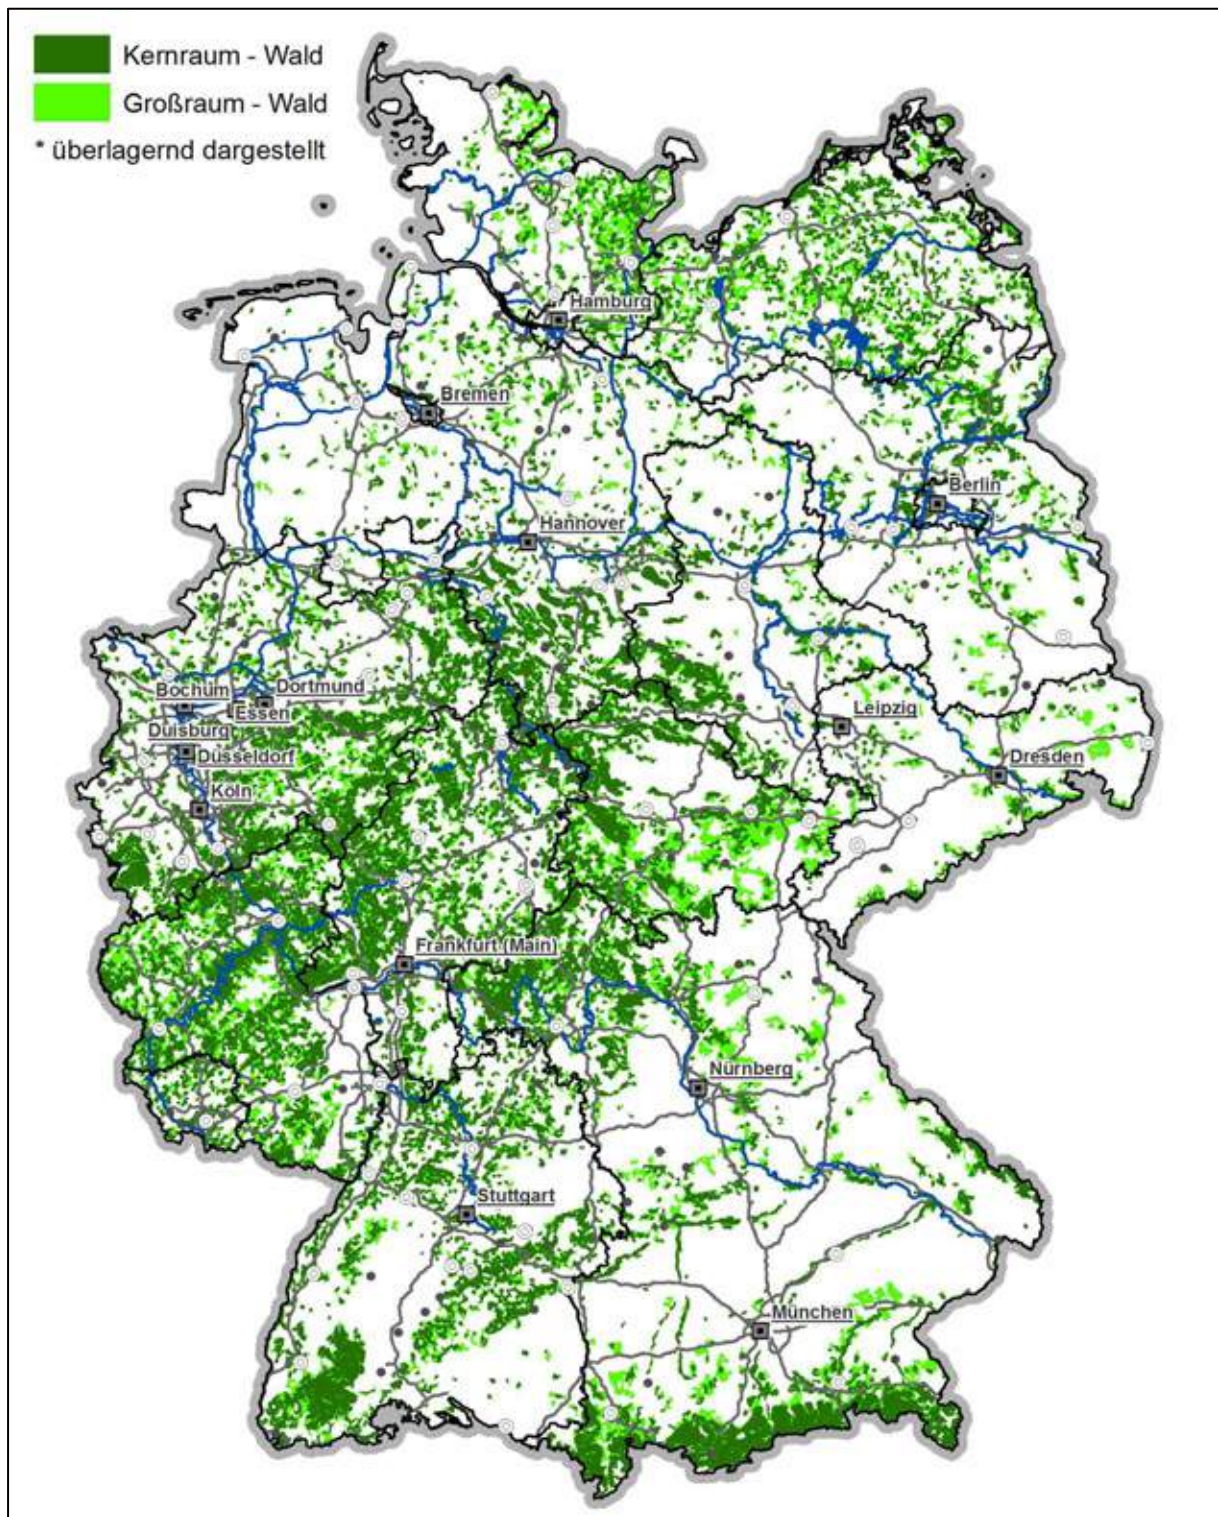 Kernraum - Wald
Großraum - Wald
* überlagernd dargestellt
Hamburg
Bremen
Berlin
Hannover
Bochum
Dortmund
Essen
Duisburg
Düsseldorf
Köln
Leipzig
Dresden
Frankfurt (Main)
Nürnberg
Stuttgart
München